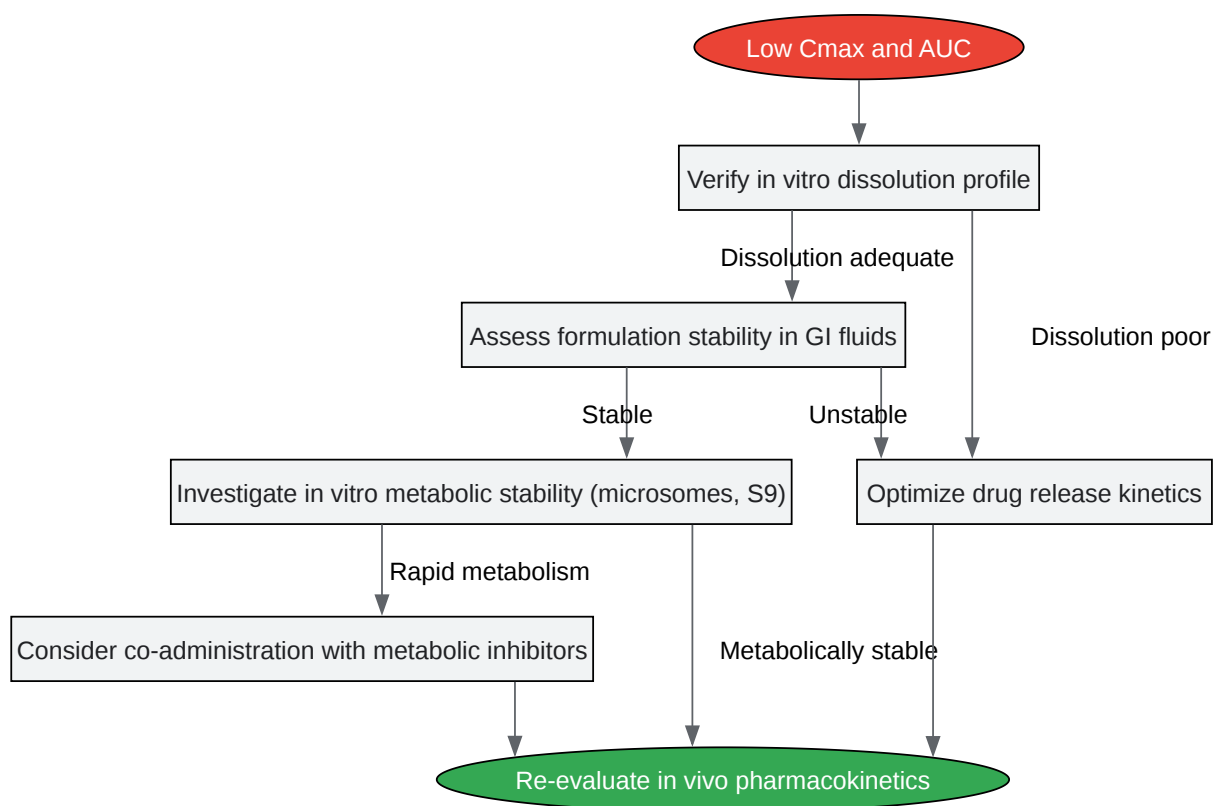 Low Cmax and AUC
Verify in vitro dissolution profile
Dissolution adequate
Assess formulation stability in GI fluids
Dissolution poor
Stable
Unstable
Investigate in vitro metabolic stability (microsomes, S9)
Optimize drug release kinetics
Rapid metabolism
Consider co-administration with metabolic inhibitors
Metabolically stable
Re-evaluate in vivo pharmacokinetics